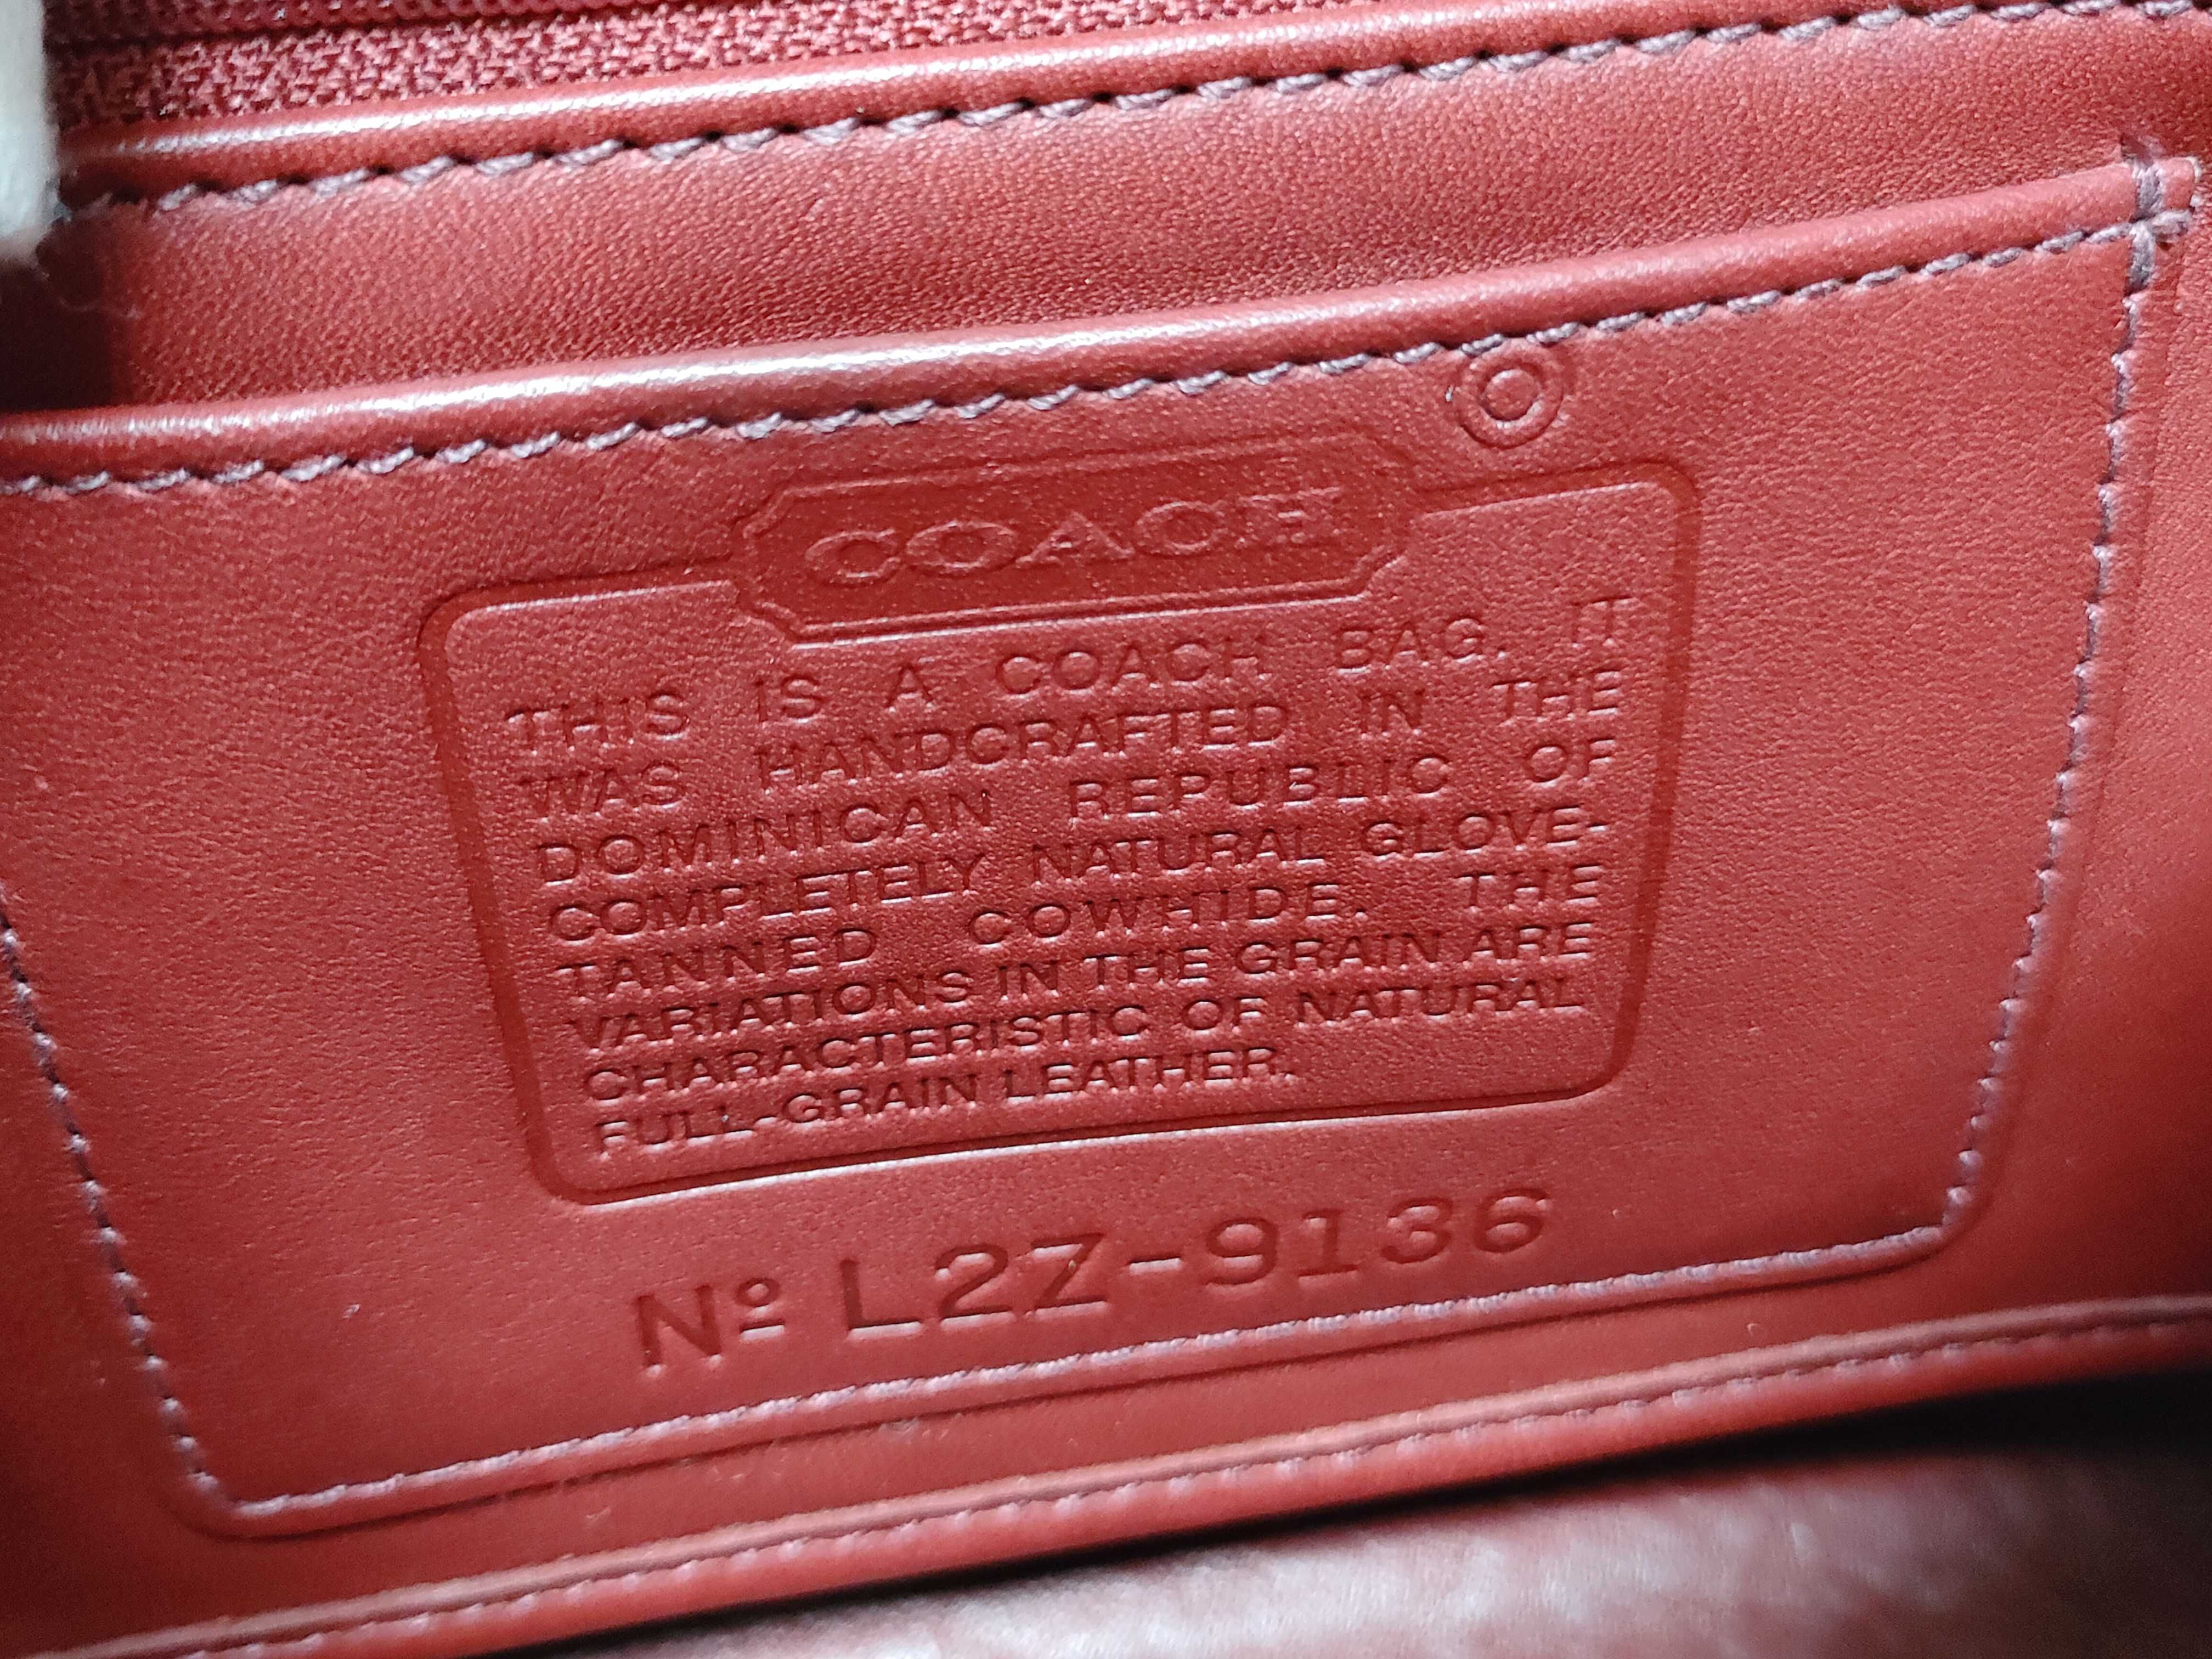 COACH
THIS IS A COACH BAG. IT
WAS HANDCRAFTED IN THE
DOMINICAN REPUBLIC OF
COMPLETELY NATURAL GLOVE-
TANNED COWHIDE. THE
VARIATIONS IN THE GRAIN ARE
CHARACTERISTIC OF NATURAL
FULL-GRAIN LEATHER.
Nº L2Z-9136